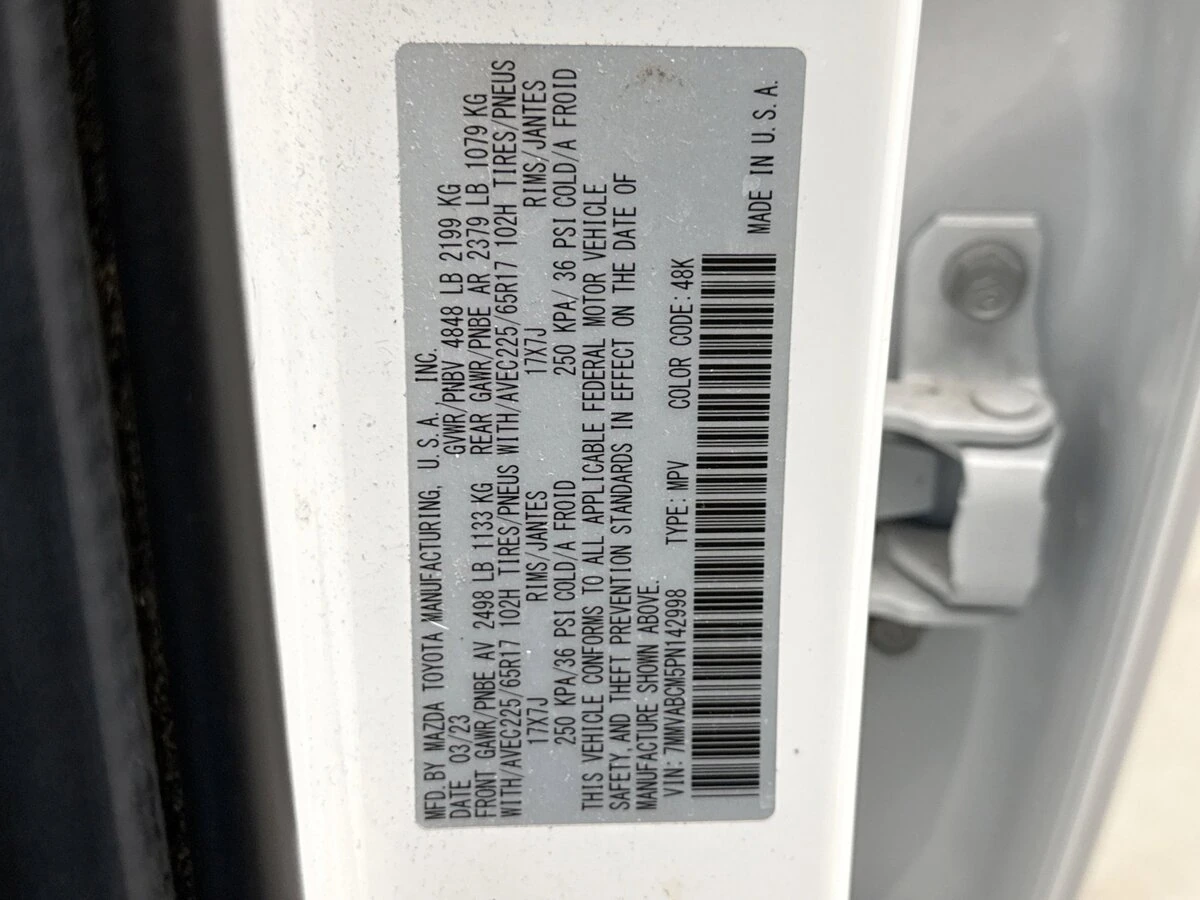 MFD. BY MAZDA TOYOTA MANUFACTURING, U.S.A., INC.
DATE 03/23 GVWR/PNBV 4848 LB 2199 KG
FRONT GAWR/PNBE AV 2498 LB 1133 KG REAR GAWR/PNBE AR 2379 LB 1079 KG
WITH/AVEC225/65R17 102H TIRES/PNEUS WITH/AVEC225/65R17 102H TIRES/PNEUS
17X7J RIMS/JANTES 17X7J RIMS/JANTES
250 KPA/36 PSI COLD/A FROID 250 KPA/ 36 PSI COLD/A FROID
THIS VEHICLE CONFORMS TO ALL APPLICABLE FEDERAL MOTOR VEHICLE
SAFETY, AND THEFT PREVENTION STANDARDS IN EFFECT ON THE DATE OF
MANUFACTURE SHOWN ABOVE.
VIN: 7MMVABCM5PN142998 TYPE: MPV COLOR CODE: 48K
MADE IN U.S.A.